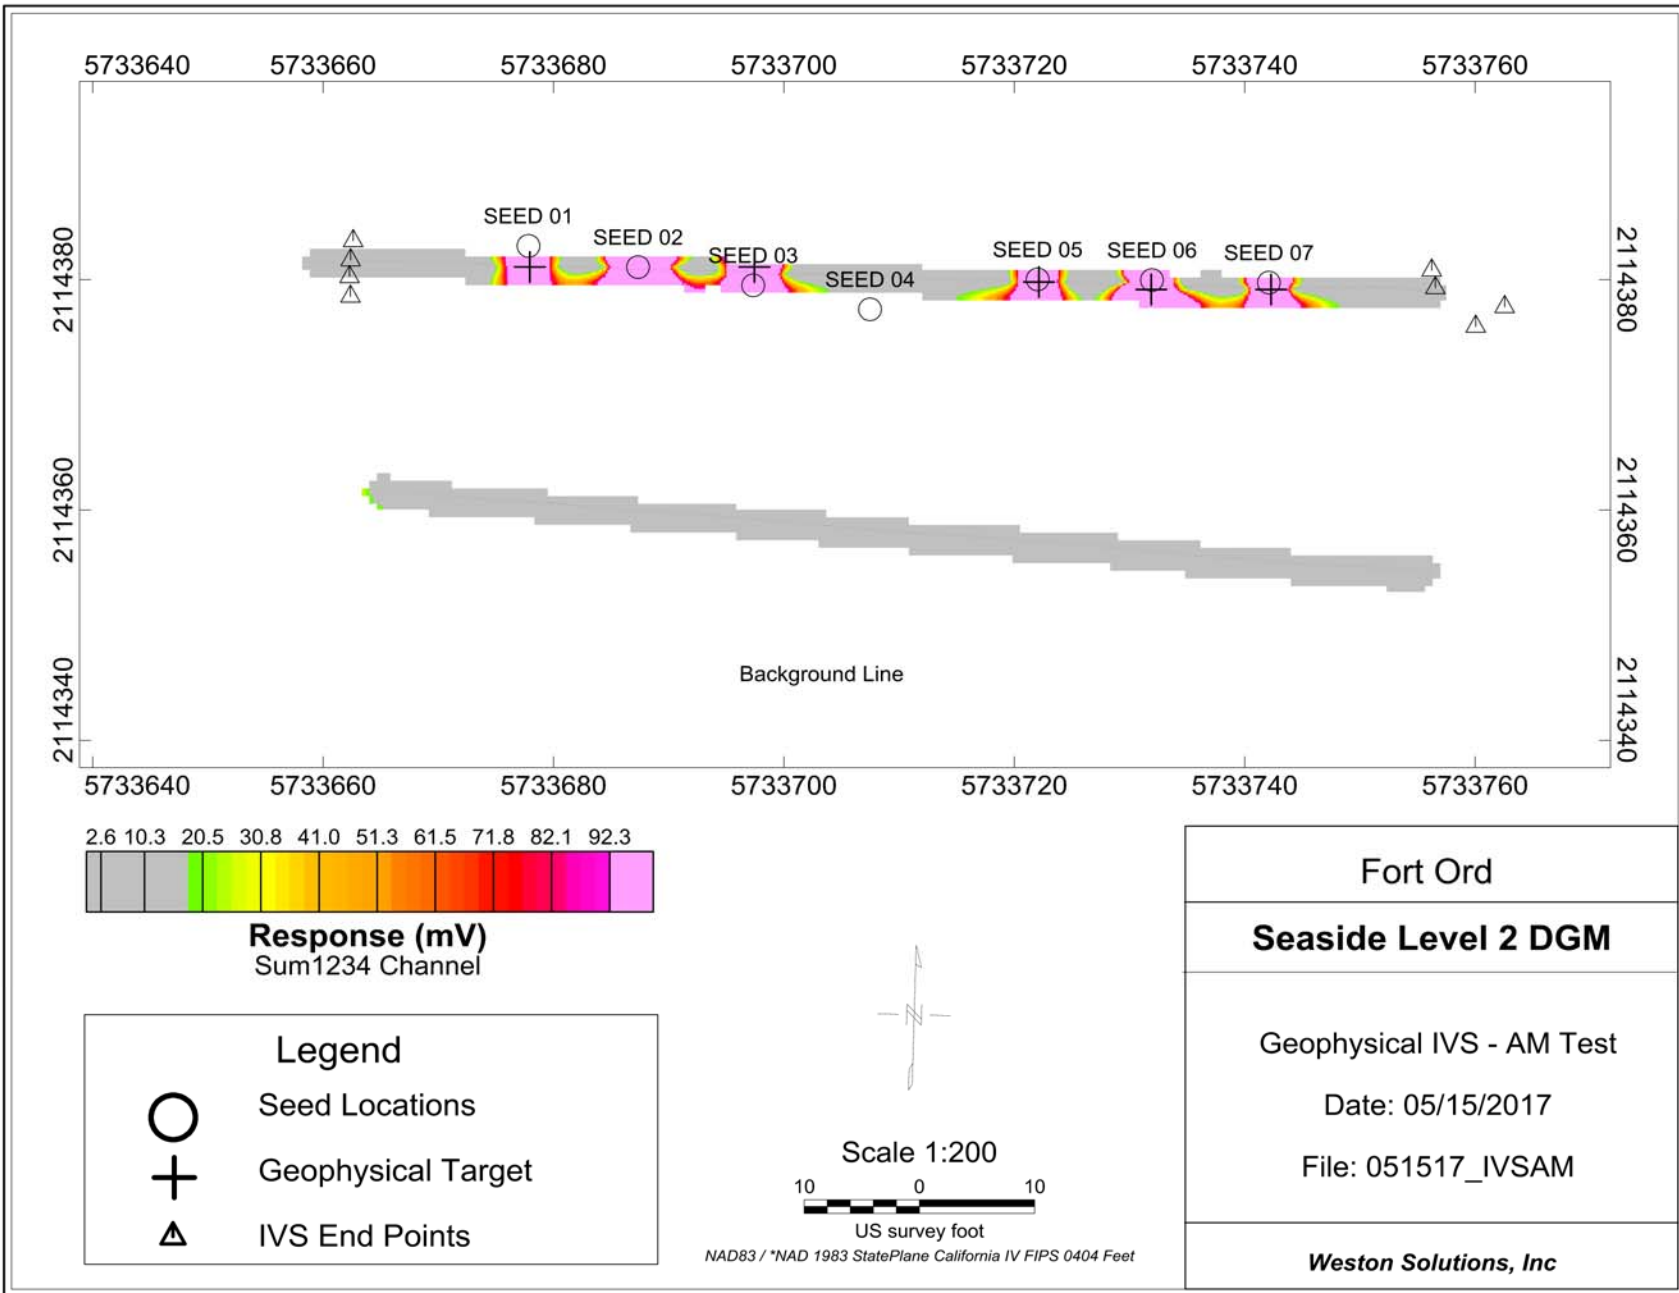 5733640 5733660 5733680 5733700 5733720 5733740 5733760
2114380
2114360
2114340
SEED 01
SEED 02
SEED 03
SEED 04
SEED 05
SEED 06
SEED 07
2114380
2114360
2114340
Background Line
5733640 5733660 5733680 5733700 5733720 5733740 5733760
2.6 10.3 20.5 30.8 41.0 51.3 61.5 71.8 82.1 92.3
Response (mV)
Sum1234 Channel
Legend
Seed Locations
Geophysical Target
IVS End Points
N
Scale 1:200
10 0 10
US survey foot
NAD83 / *NAD 1983 StatePlane California IV FIPS 0404 Feet
Fort Ord
Seaside Level 2 DGM
Geophysical IVS - AM Test
Date: 05/15/2017
File: 051517_IVSAM
Weston Solutions, Inc